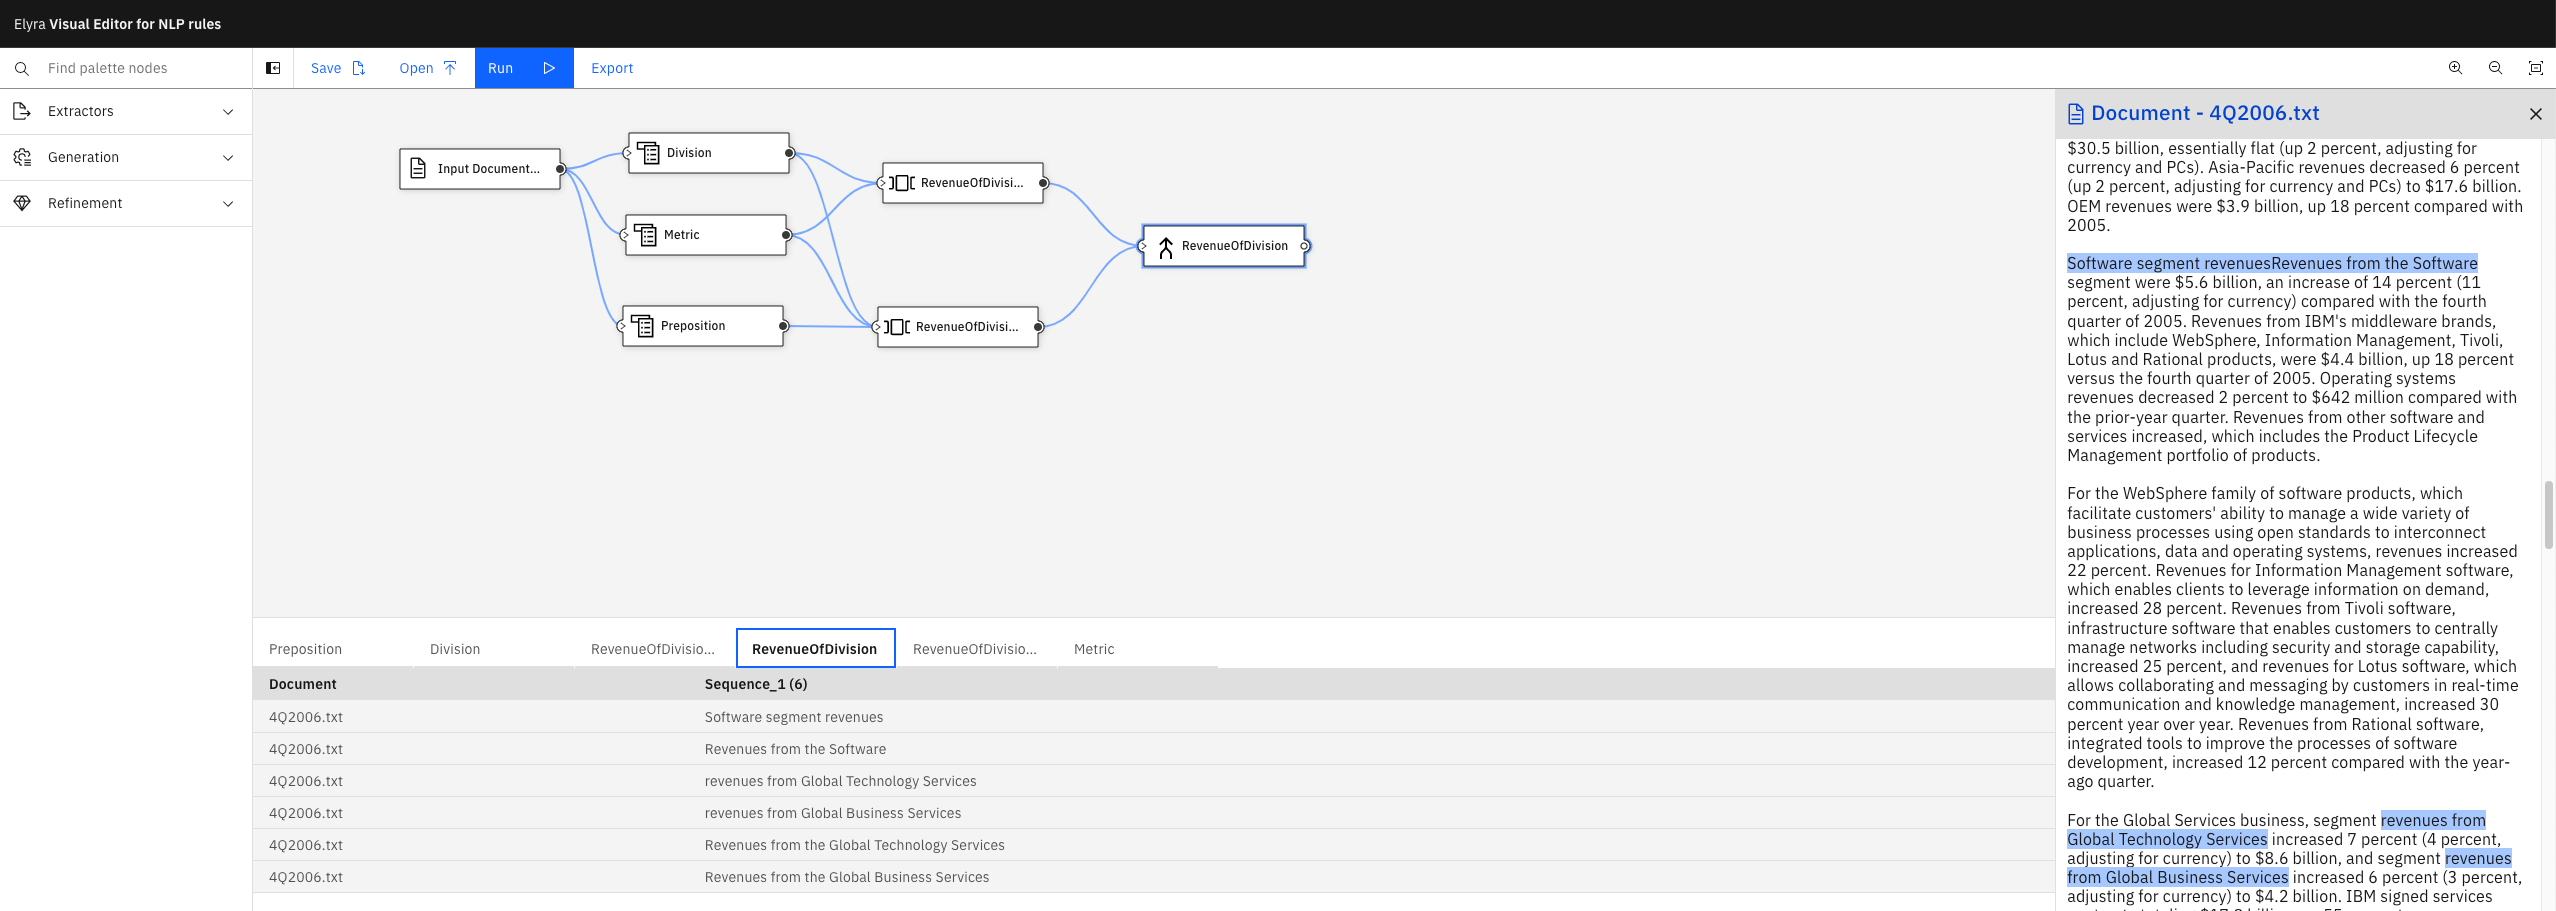 Elyra Visual Editor for NLP rules
Find palette nodes
Save
Open
Run
Export
Extractors
Generation
Refinement
Input Document...
Division
Metric
Preposition
RevenueOfDivisi...
RevenueOfDivisi...
RevenueOfDivision
Preposition
Division
RevenueOfDivisio...
RevenueOfDivision
RevenueOfDivisio...
Metric
Document Sequence_1 (6)
4Q2006.txt Software segment revenues
4Q2006.txt Revenues from the Software
4Q2006.txt revenues from Global Technology Services
4Q2006.txt revenues from Global Business Services
4Q2006.txt Revenues from the Global Technology Services
4Q2006.txt Revenues from the Global Business Services
Document - 4Q2006.txt
$30.5 billion, essentially flat (up 2 percent, adjusting for
currency and PCs). Asia-Pacific revenues decreased 6 percent
(up 2 percent, adjusting for currency and PCs) to $17.6 billion.
OEM revenues were $3.9 billion, up 18 percent compared with
2005.
Software segment revenuesRevenues from the Software
segment were $5.6 billion, an increase of 14 percent (11
percent, adjusting for currency) compared with the fourth
quarter of 2005. Revenues from IBM's middleware brands,
which include WebSphere, Information Management, Tivoli,
Lotus and Rational products, were $4.4 billion, up 18 percent
versus the fourth quarter of 2005. Operating systems
revenues decreased 2 percent to $642 million compared with
the prior-year quarter. Revenues from other software and
services increased, which includes the Product Lifecycle
Management portfolio of products.
For the WebSphere family of software products, which
facilitate customers' ability to manage a wide variety of
business processes using open standards to interconnect
applications, data and operating systems, revenues increased
22 percent. Revenues for Information Management software,
which enables clients to leverage information on demand,
increased 28 percent. Revenues from Tivoli software,
infrastructure software that enables customers to centrally
manage networks including security and storage capability,
increased 25 percent, and revenues for Lotus software, which
allows collaborating and messaging by customers in real-time
communication and knowledge management, increased 30
percent year over year. Revenues from Rational software,
integrated tools to improve the processes of software
development, increased 12 percent compared with the year-
ago quarter.
For the Global Services business, segment revenues from
Global Technology Services increased 7 percent (4 percent,
adjusting for currency) to $8.6 billion, and segment revenues
from Global Business Services increased 6 percent (3 percent,
adjusting for currency) to $4.2 billion. IBM signed services